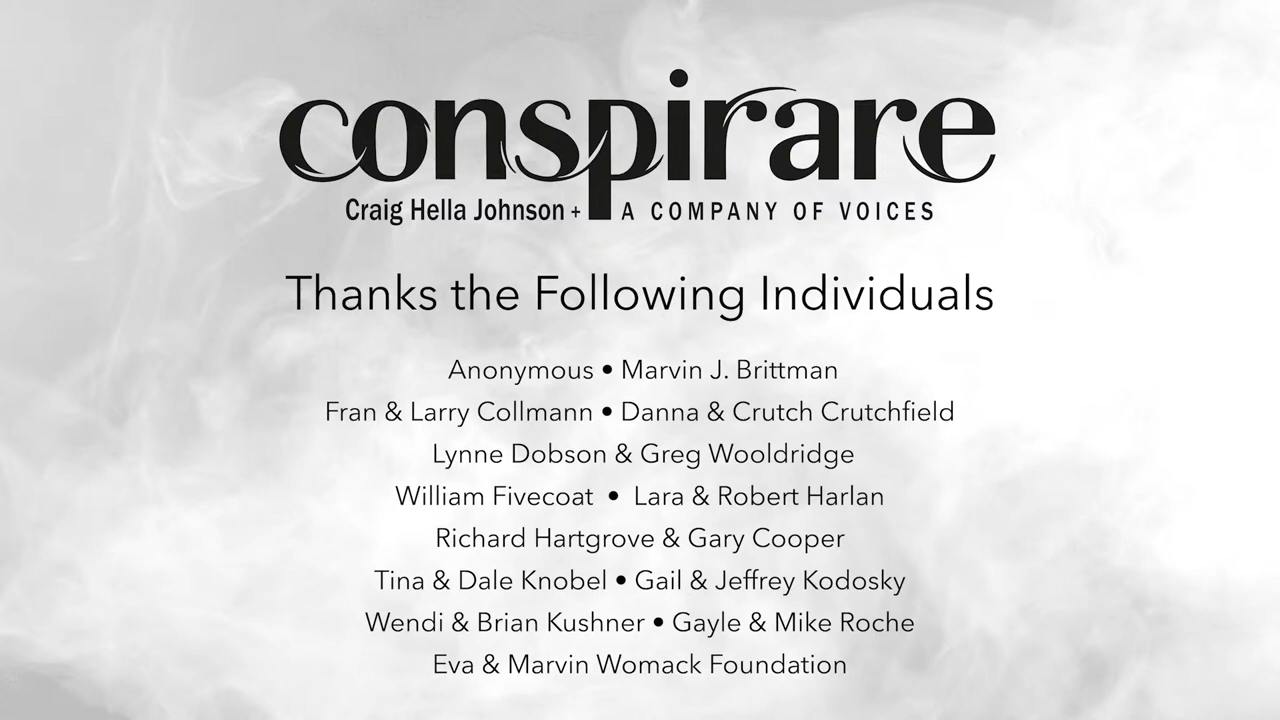 conspirare
Craig Hella Johnson + A COMPANY OF VOICES
Thanks the Following Individuals
Anonymous • Marvin J. Brittman
Fran & Larry Collmann • Danna & Crutch Crutchfield
Lynne Dobson & Greg Wooldridge
William Fivecoat • Lara & Robert Harlan
Richard Hartgrove & Gary Cooper
Tina & Dale Knobel • Gail & Jeffrey Kodosky
Wendi & Brian Kushner • Gayle & Mike Roche
Eva & Marvin Womack Foundation